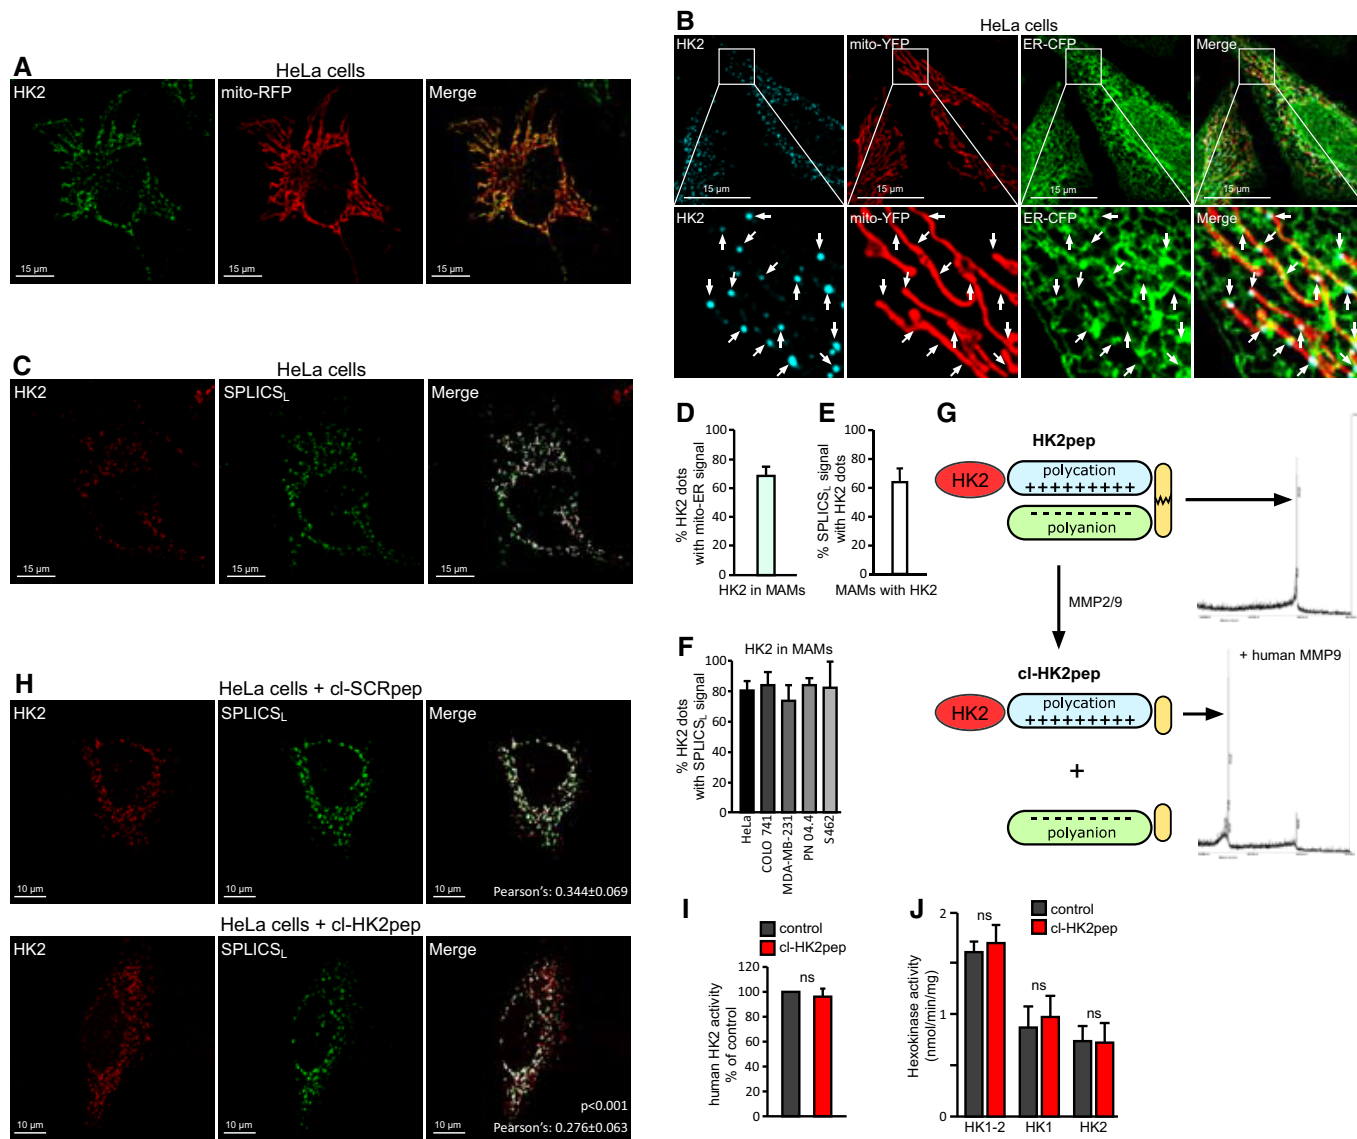 A
HeLa cells
HK2
mito-RFP
Merge
15 µm
15 µm
15 µm
B
HeLa cells
HK2
mito-YFP
ER-CFP
Merge
15 µm
15 µm
15 µm
15 µm
HK2
mito-YFP
ER-CFP
Merge
C
HeLa cells
HK2
SPLICSL
Merge
15 µm
15 µm
15 µm
D
% HK2 dots
with mito-ER signal
100
80
60
40
20
0
HK2 in MAMs
E
% SPLICSL signal
with HK2 dots
100
80
60
40
20
0
MAMs with HK2
F
HK2 in MAMs
% HK2 dots
with SPLICSL signal
100
80
60
40
20
0
HeLa
COLO 741
MDA-MB-231
PN 04.4
S462
G
HK2pep
HK2
polycation
+++++++++
---------
polyanion
MMP2/9
cl-HK2pep
HK2
polycation
+++++++++
+
---------
polyanion
+ human MMP9
H
HeLa cells + cl-SCRpep
HK2
SPLICSL
Merge
10 µm
10 µm
10 µm
Pearson's: 0.344±0.069
HeLa cells + cl-HK2pep
HK2
SPLICSL
Merge
10 µm
10 µm
10 µm
p<0.001
Pearson's: 0.276±0.063
I
control
cl-HK2pep
human HK2 activity
% of control
120
100
80
60
40
20
0
ns
J
control
cl-HK2pep
Hexokinase activity
(nmol/min/mg)
2
1
0
ns
ns
ns
HK1-2
HK1
HK2